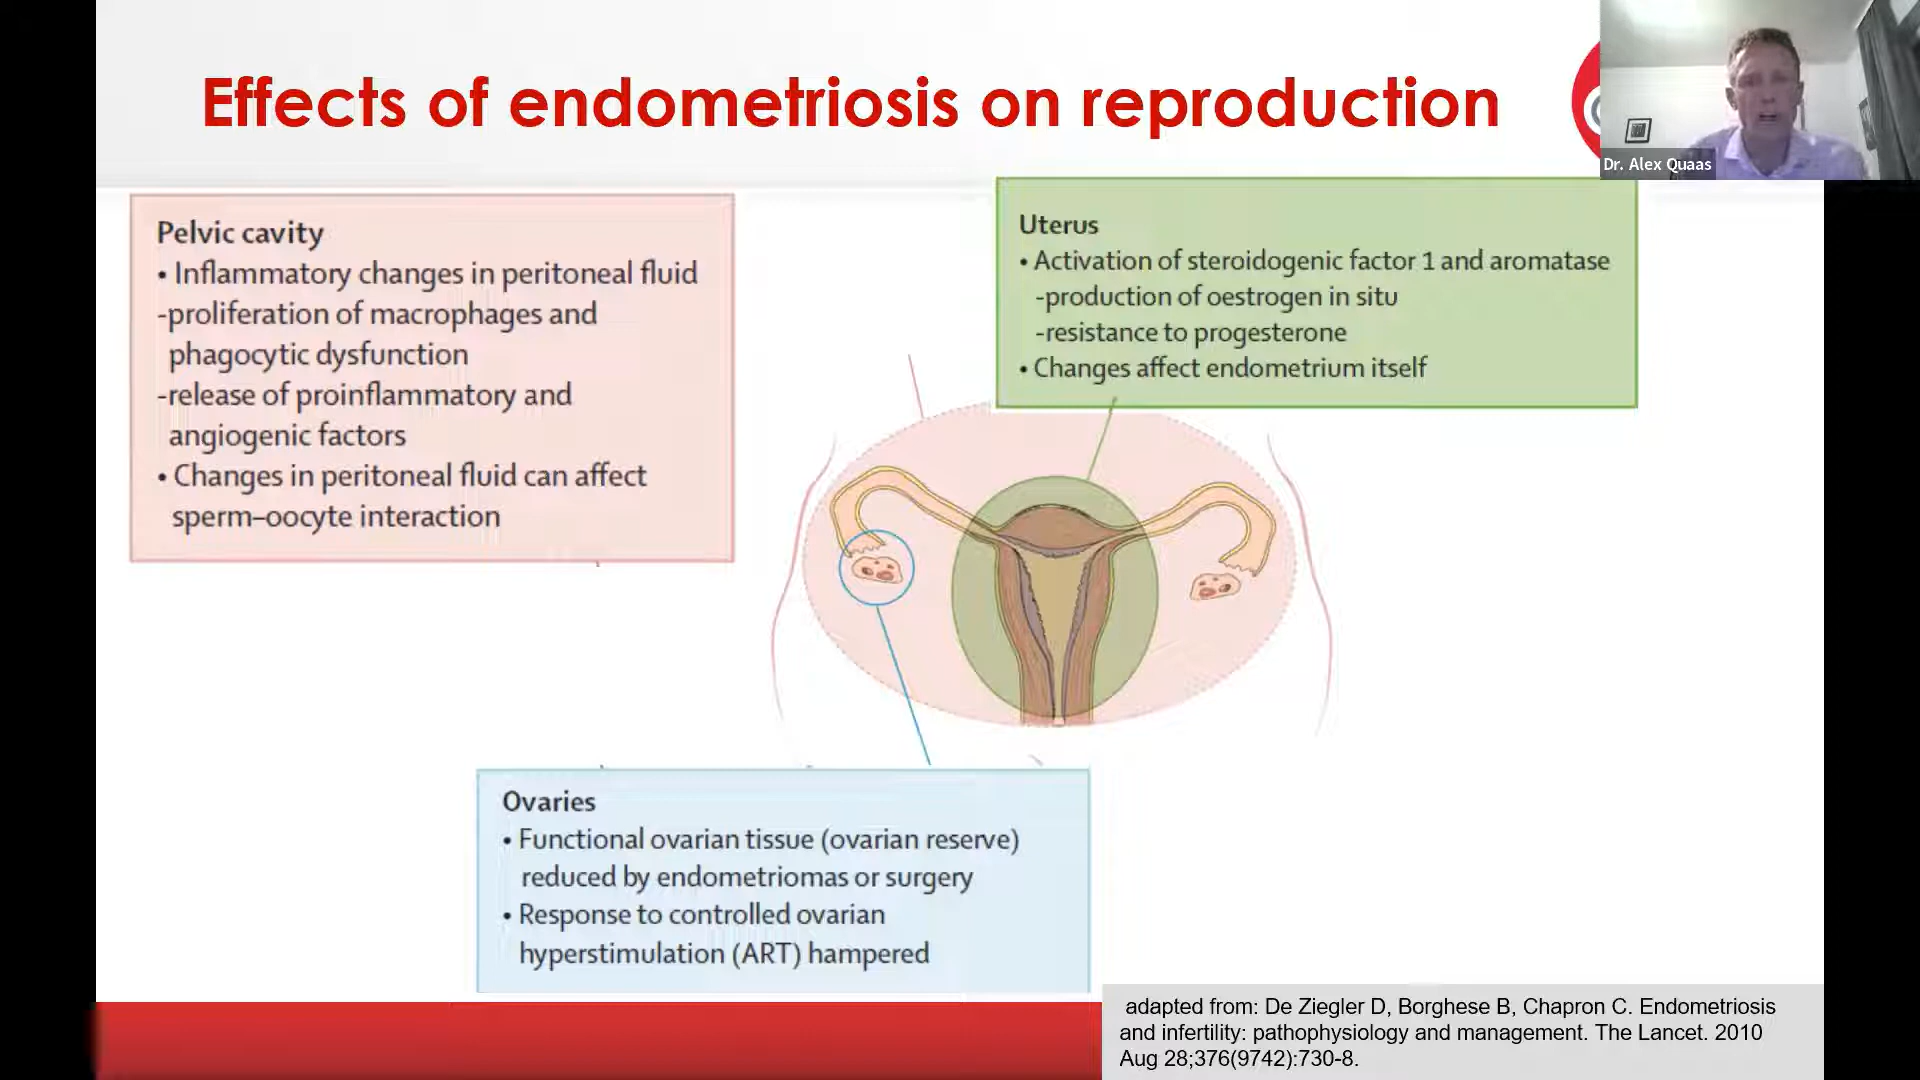 Effects of endometriosis on reproduction
Dr. Alex Quaas
Pelvic cavity
• Inflammatory changes in peritoneal fluid
-proliferation of macrophages and
phagocytic dysfunction
-release of proinflammatory and
angiogenic factors
• Changes in peritoneal fluid can affect
sperm–oocyte interaction
Uterus
• Activation of steroidogenic factor 1 and aromatase
-production of oestrogen in situ
-resistance to progesterone
• Changes affect endometrium itself
Ovaries
• Functional ovarian tissue (ovarian reserve)
reduced by endometriomas or surgery
• Response to controlled ovarian
hyperstimulation (ART) hampered
adapted from: De Ziegler D, Borghese B, Chapron C. Endometriosis
and infertility: pathophysiology and management. The Lancet. 2010
Aug 28;376(9742):730-8.